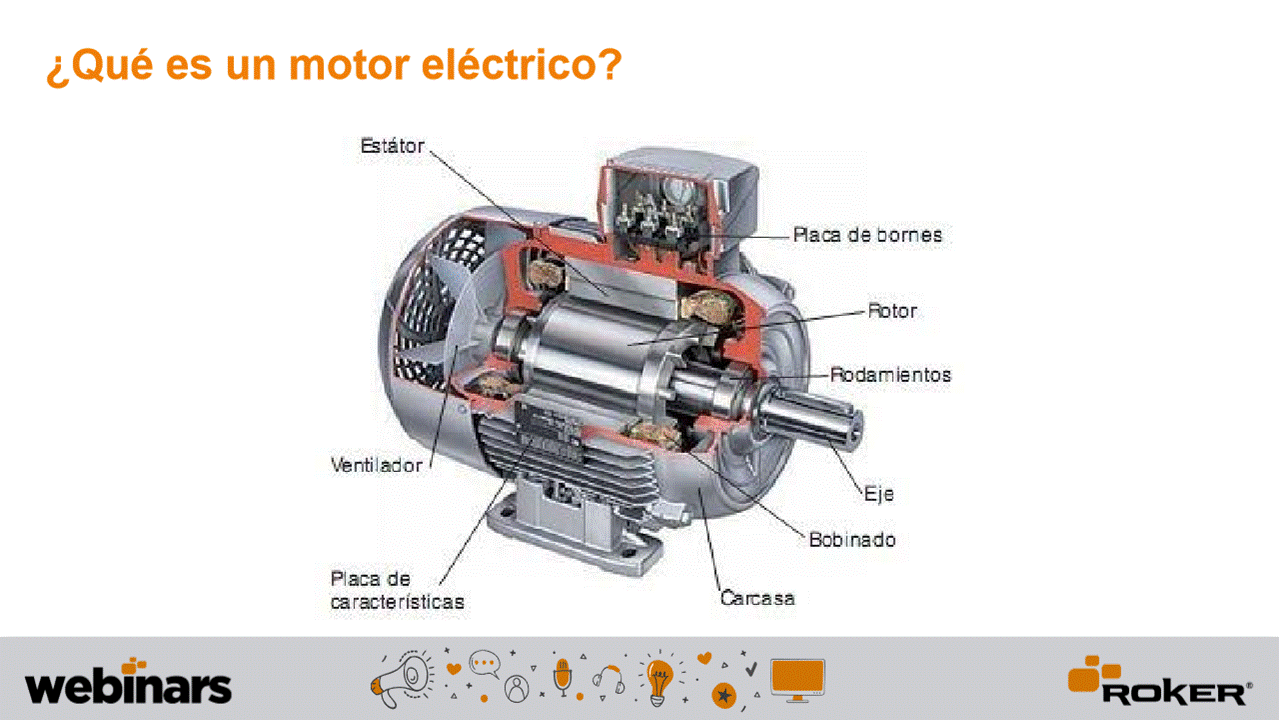 ¿Qué es un motor eléctrico?
Estátor
Placa de bornes
Rotor
Rodamientos
Ventilador
Eje
Bobinado
Placa de
características
Carcasa
webinars
ROKER®